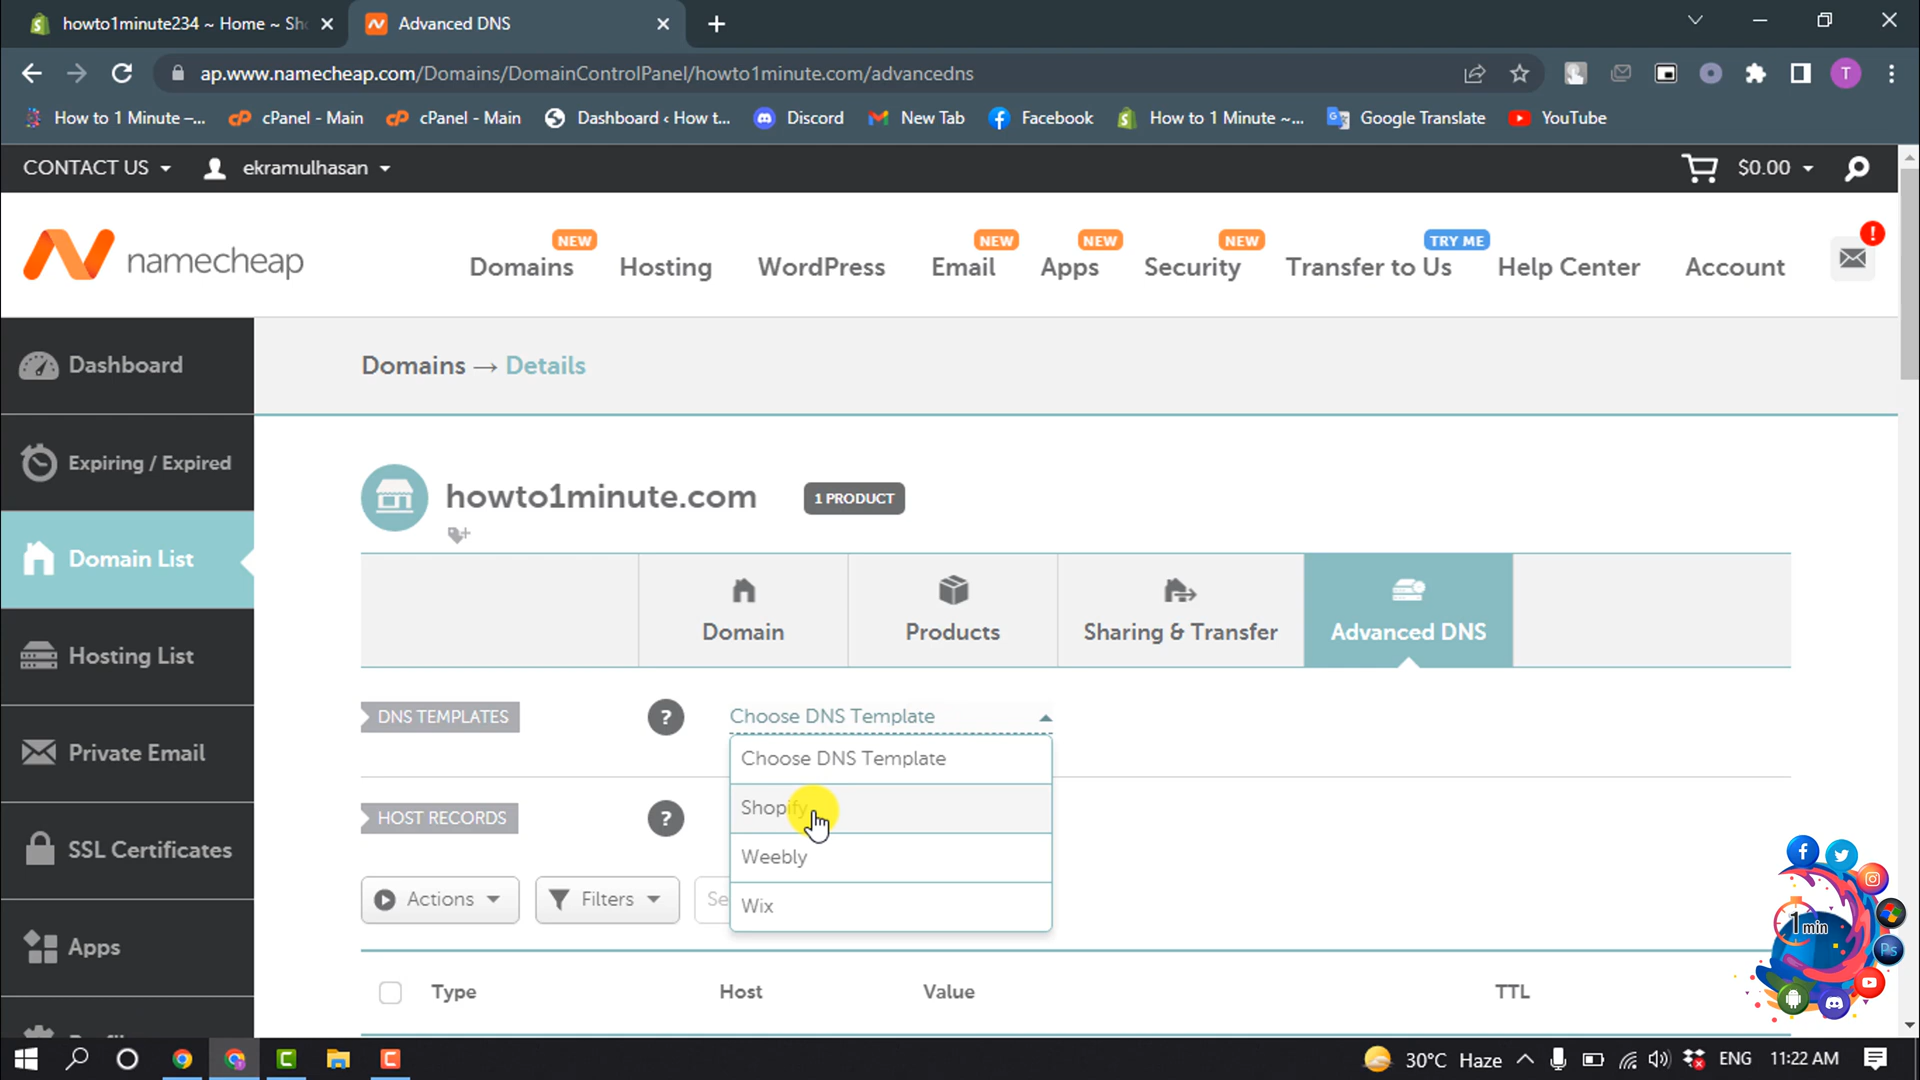 howto1minute234 ~ Home ~ Sh
Advanced DNS
ap.www.namecheap.com/Domains/DomainControlPanel/howto1minute.com/advancedns
T
How to 1 Minute –...
cPanel - Main
cPanel - Main
Dashboard ‹ How t...
Discord
New Tab
Facebook
How to 1 Minute ~...
Google Translate
YouTube
CONTACT US
ekramulhasan
$0.00
namecheap
NEW
Domains
Hosting
WordPress
NEW
Email
NEW
Apps
NEW
Security
TRY ME
Transfer to Us
Help Center
Account
!
Dashboard
Expiring / Expired
Domain List
Hosting List
Private Email
SSL Certificates
Apps
Domains → Details
howto1minute.com
1 PRODUCT
Domain
Products
Sharing & Transfer
Advanced DNS
DNS TEMPLATES
?
Choose DNS Template
Choose DNS Template
Shopify
Weebly
Wix
HOST RECORDS
?
Actions
Filters
Se
Type
Host
Value
TTL
1 min
Ps
30°C Haze
ENG
11:22 AM